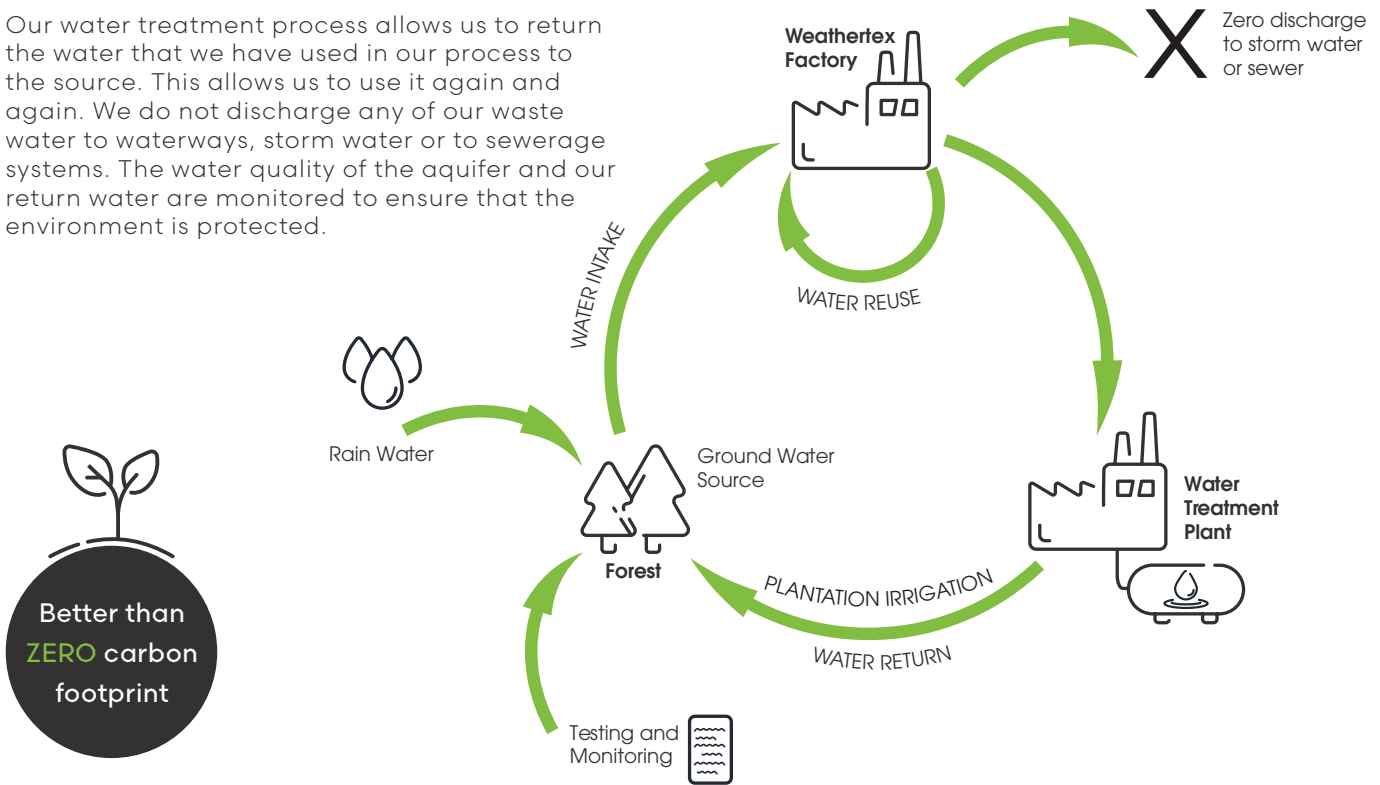 Our water treatment process allows us to return
the water that we have used in our process to
the source. This allows us to use it again and
again. We do not discharge any of our waste
water to waterways, storm water or to sewerage
systems. The water quality of the aquifer and our
return water are monitored to ensure that the
environment is protected.
Weathertex
Factory
X
Zero discharge
to storm water
or sewer
WATER INTAKE
WATER REUSE
Rain Water
Ground Water
Source
Forest
Water
Treatment
Plant
PLANTATION IRRIGATION
WATER RETURN
Better than
ZERO carbon
footprint
Testing and
Monitoring